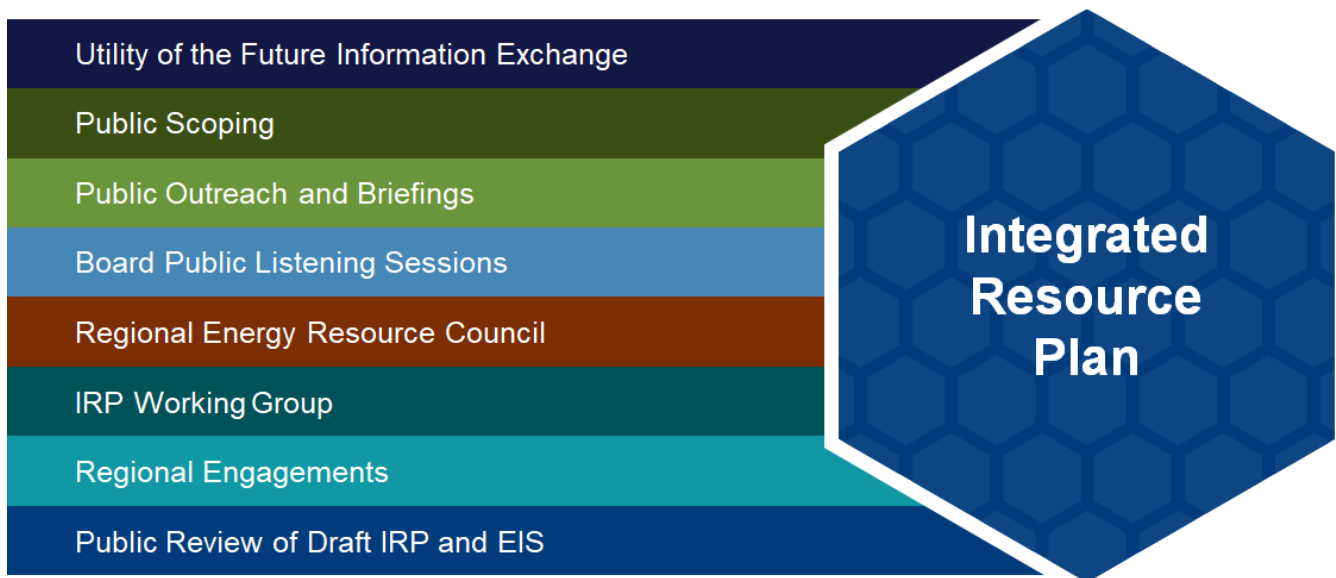 Utility of the Future Information Exchange
Public Scoping
Public Outreach and Briefings
Board Public Listening Sessions
Regional Energy Resource Council
IRP Working Group
Regional Engagements
Public Review of Draft IRP and EIS
Integrated
Resource
Plan